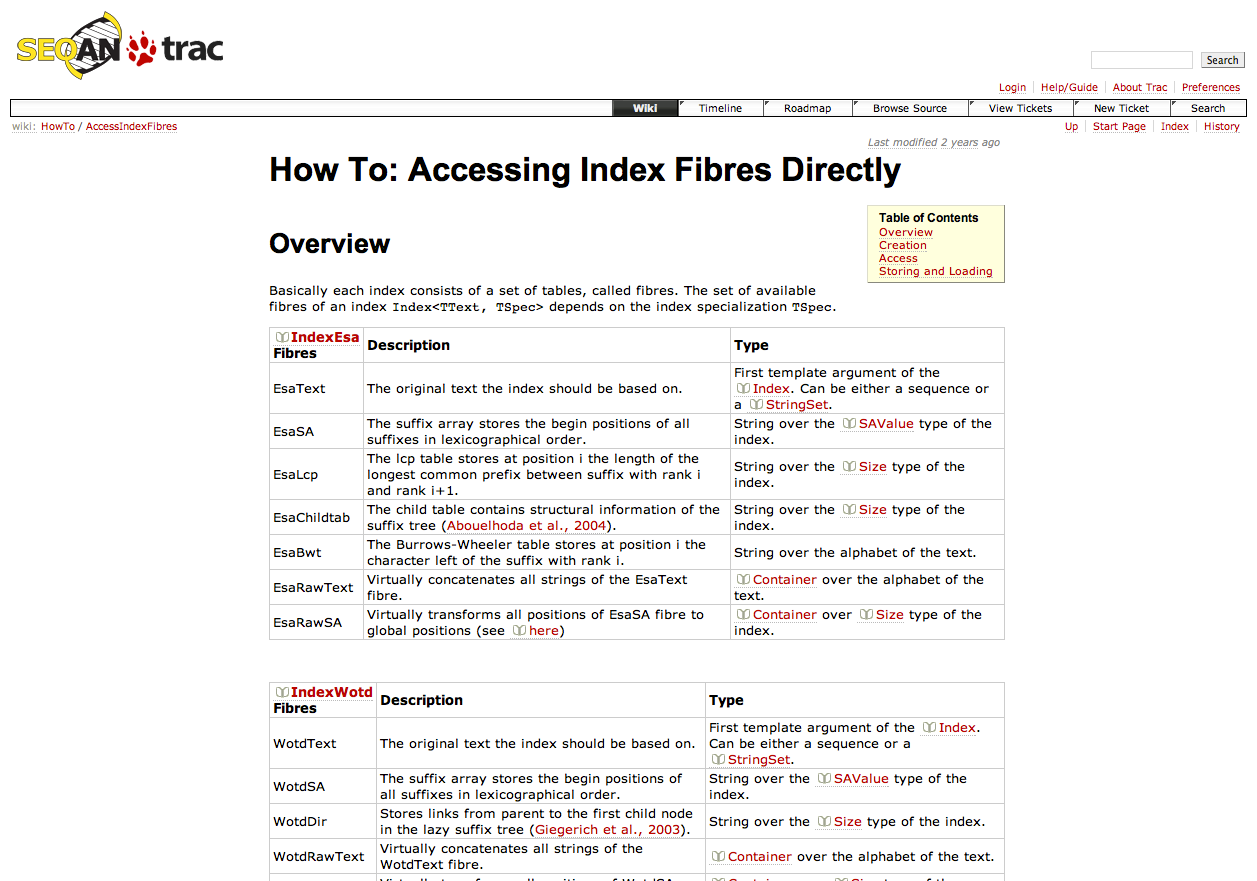 SEQAN trac
Search
Login Help/Guide About Trac Preferences
Wiki Timeline Roadmap Browse Source View Tickets New Ticket Search
wiki: HowTo / AccessIndexFibres
Up Start Page Index History
Last modified 2 years ago
How To: Accessing Index Fibres Directly
Table of Contents
Overview
Creation
Access
Storing and Loading
Overview
Basically each index consists of a set of tables, called fibres. The set of available
fibres of an index Index<TText, TSpec> depends on the index specialization TSpec.
IndexEsa
Fibres
Description
Type
EsaText
The original text the index should be based on.
First template argument of the
Index. Can be either a sequence or
a StringSet.
EsaSA
The suffix array stores the begin positions of all
suffixes in lexicographical order.
String over the SAValue type of the
index.
EsaLcp
The lcp table stores at position i the length of the
longest common prefix between suffix with rank i
and rank i+1.
String over the Size type of the
index.
EsaChildtab
The child table contains structural information of the
suffix tree (Abouelhoda et al., 2004).
String over the Size type of the
index.
EsaBwt
The Burrows-Wheeler table stores at position i the
character left of the suffix with rank i.
String over the alphabet of the text.
EsaRawText
Virtually concatenates all strings of the EsaText
fibre.
Container over the alphabet of the
text.
EsaRawSA
Virtually transforms all positions of EsaSA fibre to
global positions (see here)
Container over Size type of the
index.
IndexWotd
Fibres
Description
Type
WotdText
The original text the index should be based on.
First template argument of the Index.
Can be either a sequence or a
StringSet.
WotdSA
The suffix array stores the begin positions of
all suffixes in lexicographical order.
String over the SAValue type of the
index.
WotdDir
Stores links from parent to the first child node
in the lazy suffix tree (Giegerich et al., 2003).
String over the Size type of the index.
WotdRawText
Virtually concatenates all strings of the
WotdText fibre.
Container over the alphabet of the text.